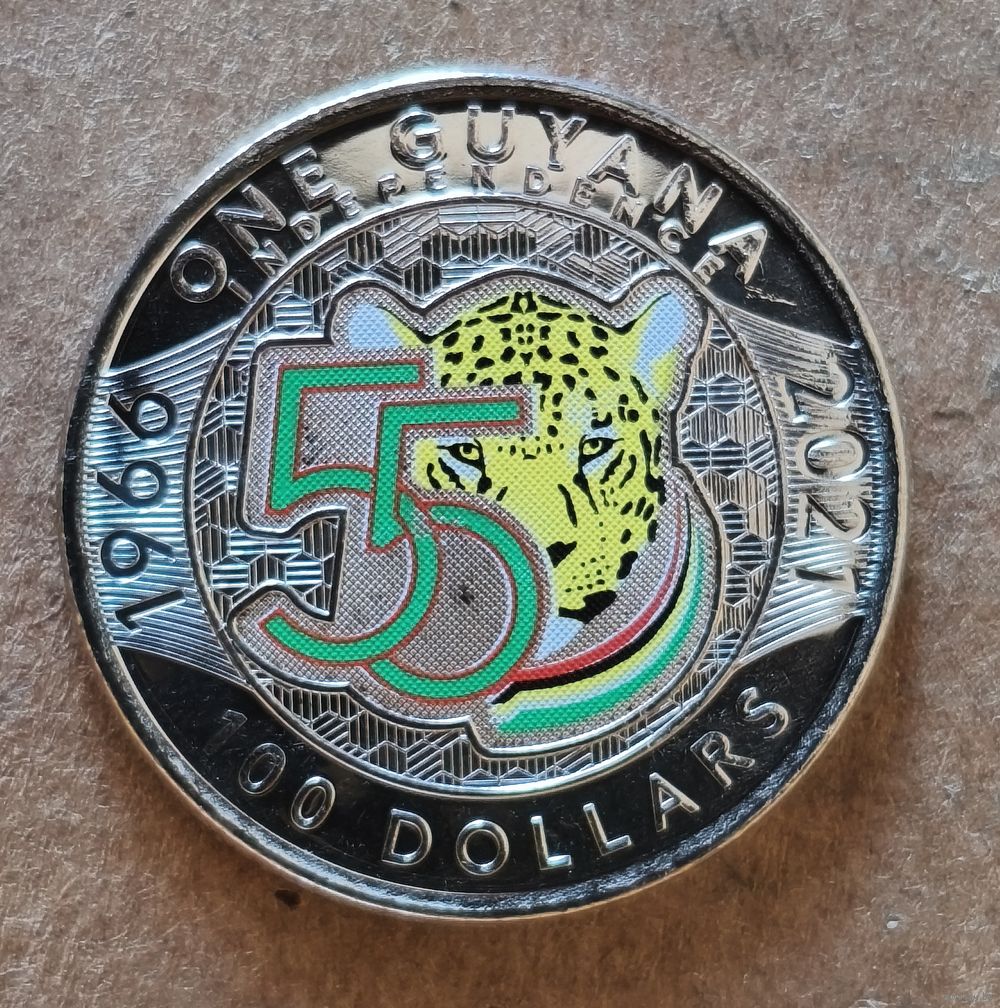 ONE GUYANA
INDEPENDENCE
1966
55
2021
100 DOLLARS